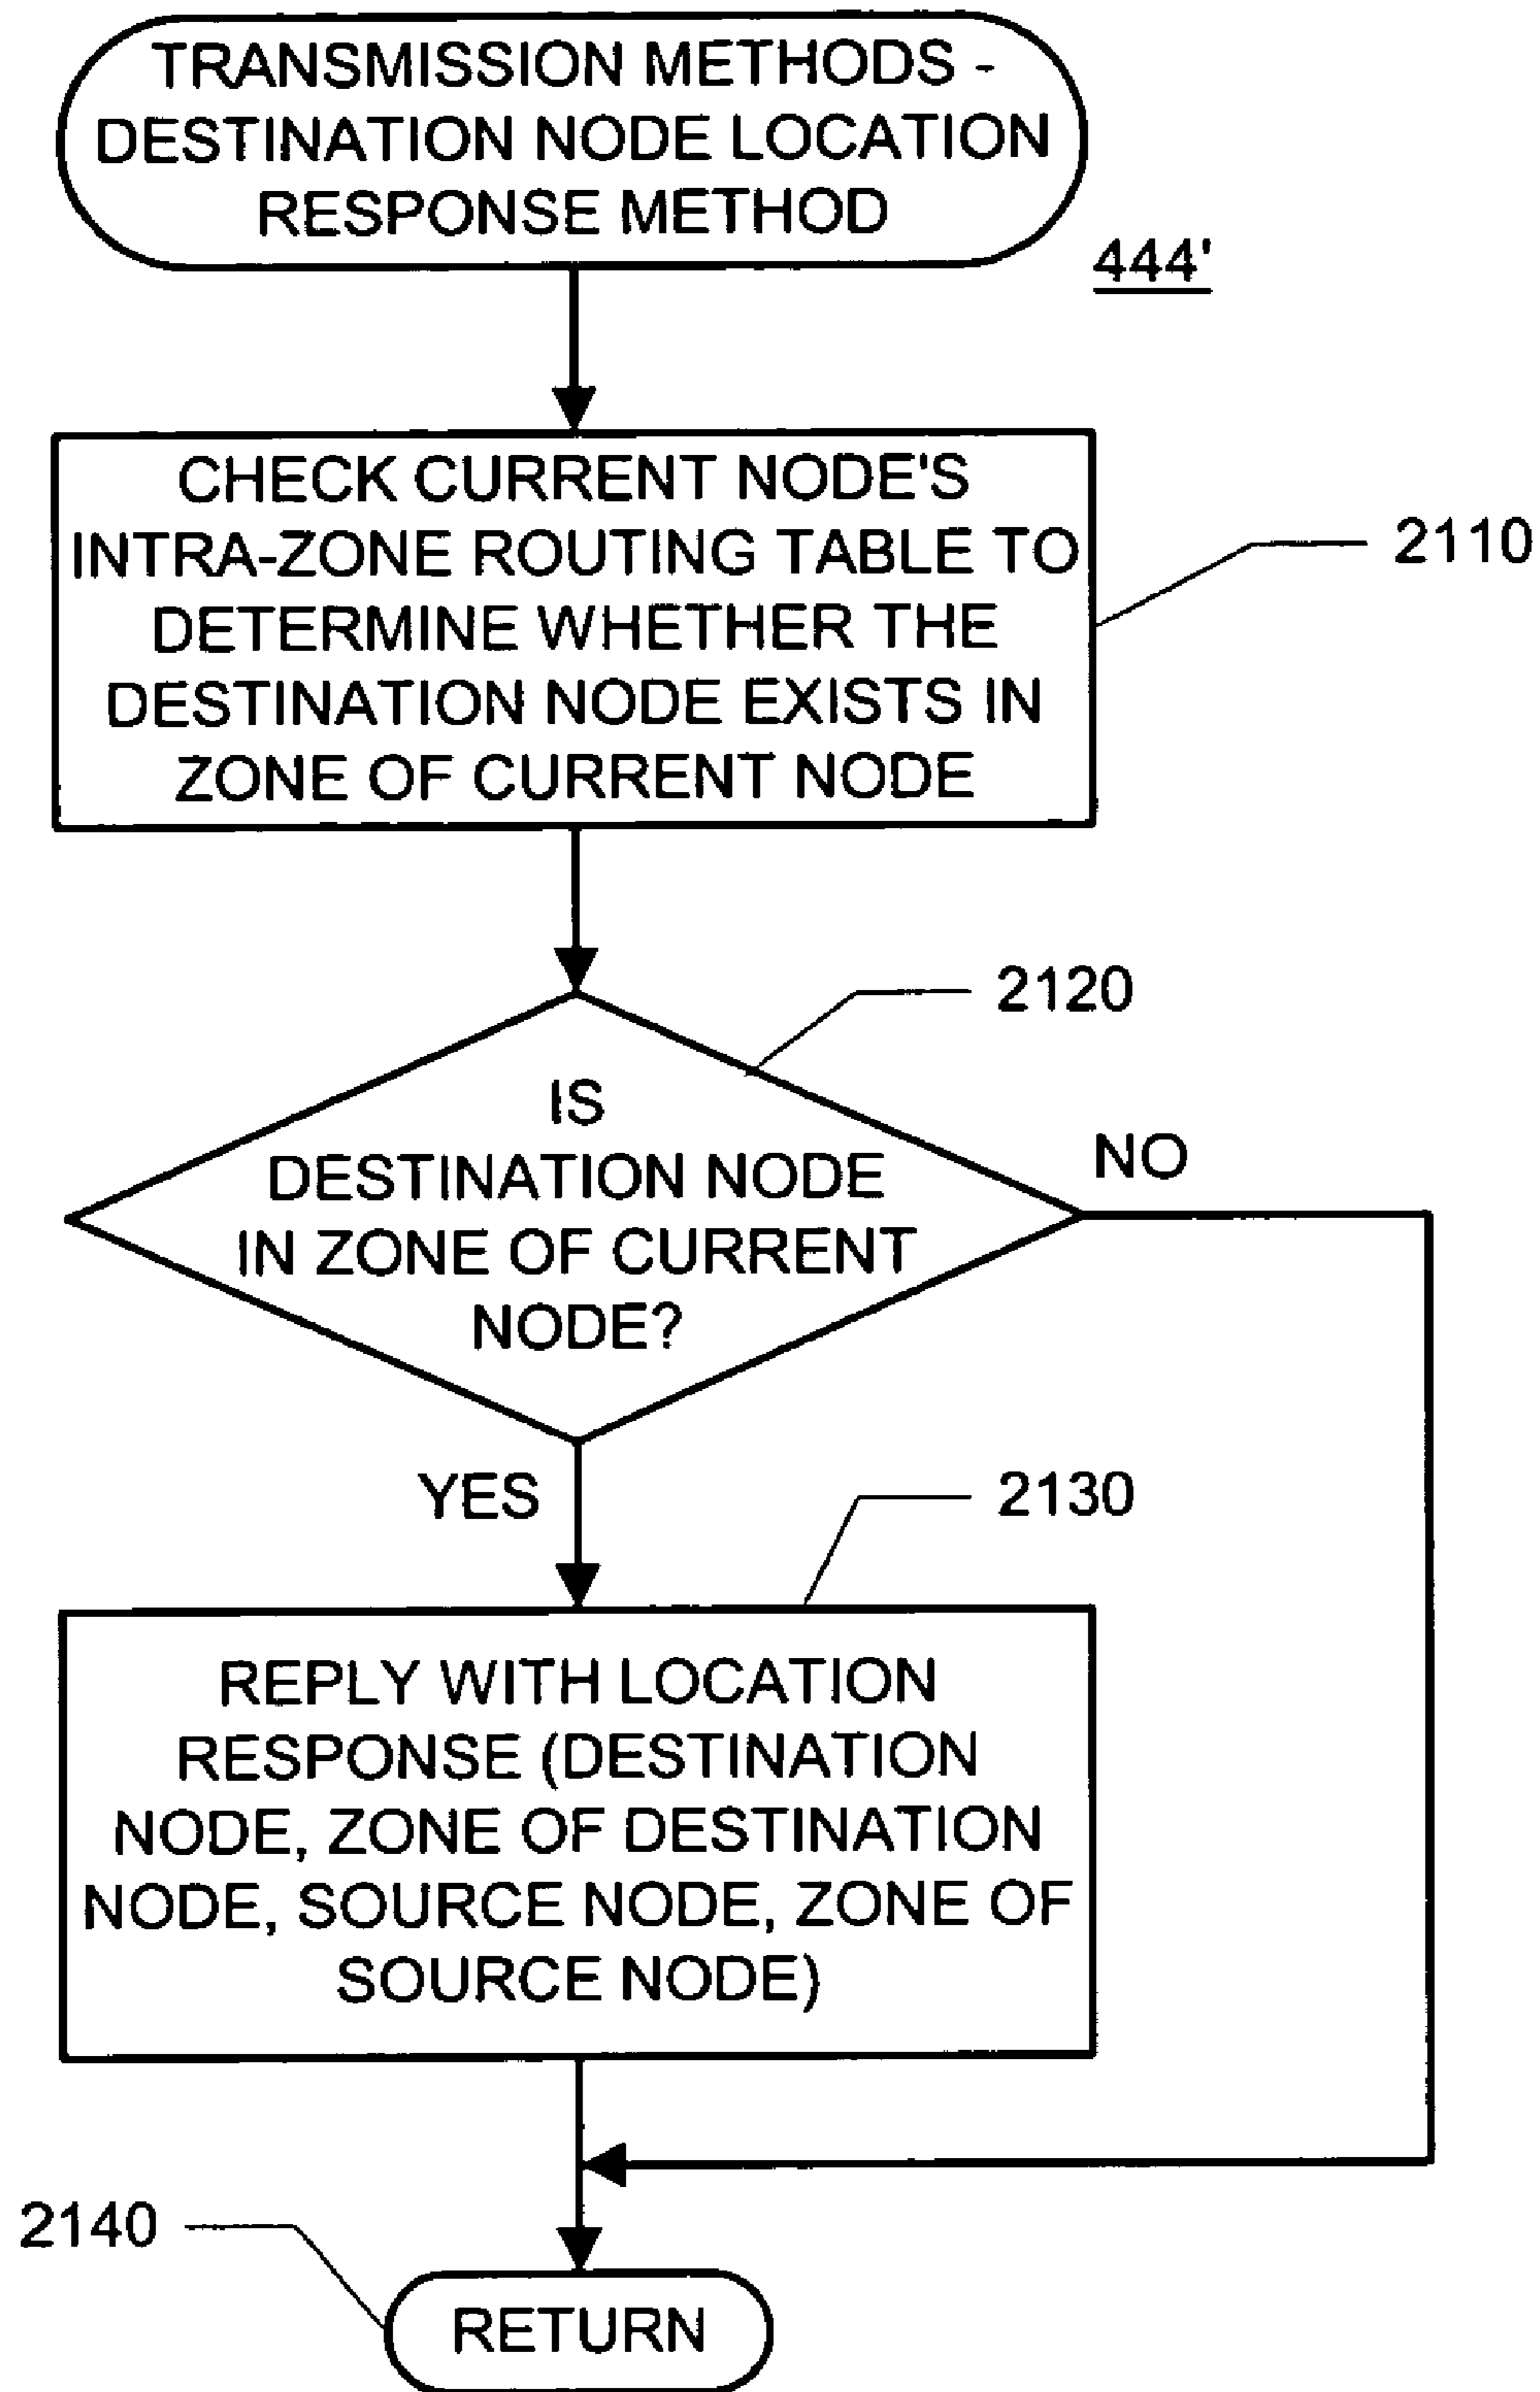 TRANSMISSION METHODS -
DESTINATION NODE LOCATION
RESPONSE METHOD
444'
CHECK CURRENT NODE'S
INTRA-ZONE ROUTING TABLE TO
DETERMINE WHETHER THE
DESTINATION NODE EXISTS IN
ZONE OF CURRENT NODE
2110
2120
IS
DESTINATION NODE
IN ZONE OF CURRENT
NODE?
NO
YES
2130
REPLY WITH LOCATION
RESPONSE (DESTINATION
NODE, ZONE OF DESTINATION
NODE, SOURCE NODE, ZONE OF
SOURCE NODE)
2140
RETURN